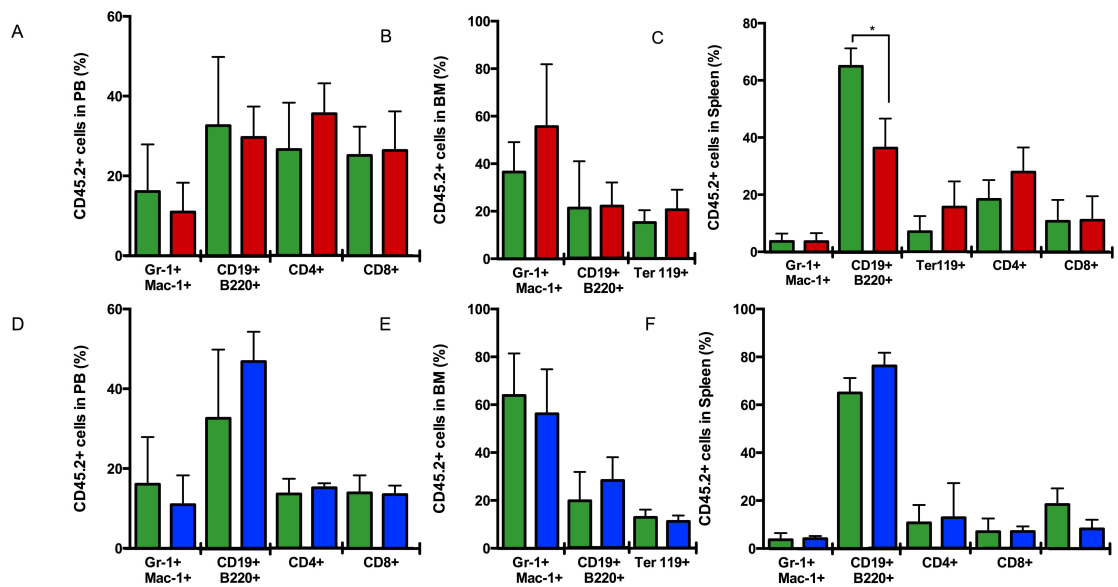 A
CD45.2+ cells in PB (%)
60
40
20
0
Gr-1+
Mac-1+
CD19+
B220+
CD4+
CD8+
B
CD45.2+ cells in BM (%)
100
80
60
40
20
0
Gr-1+
Mac-1+
CD19+
B220+
Ter 119+
C
CD45.2+ cells in Spleen (%)
80
60
40
20
0
*
Gr-1+
Mac-1+
CD19+
B220+
Ter119+
CD4+
CD8+
D
CD45.2+ cells in PB (%)
60
40
20
0
Gr-1+
Mac-1+
CD19+
B220+
CD4+
CD8+
E
CD45.2+ cells in BM (%)
100
80
60
40
20
0
Gr-1+
Mac-1+
CD19+
B220+
Ter 119+
F
CD45.2+ cells in Spleen (%)
100
80
60
40
20
0
Gr-1+
Mac-1+
CD19+
B220+
CD4+
CD8+